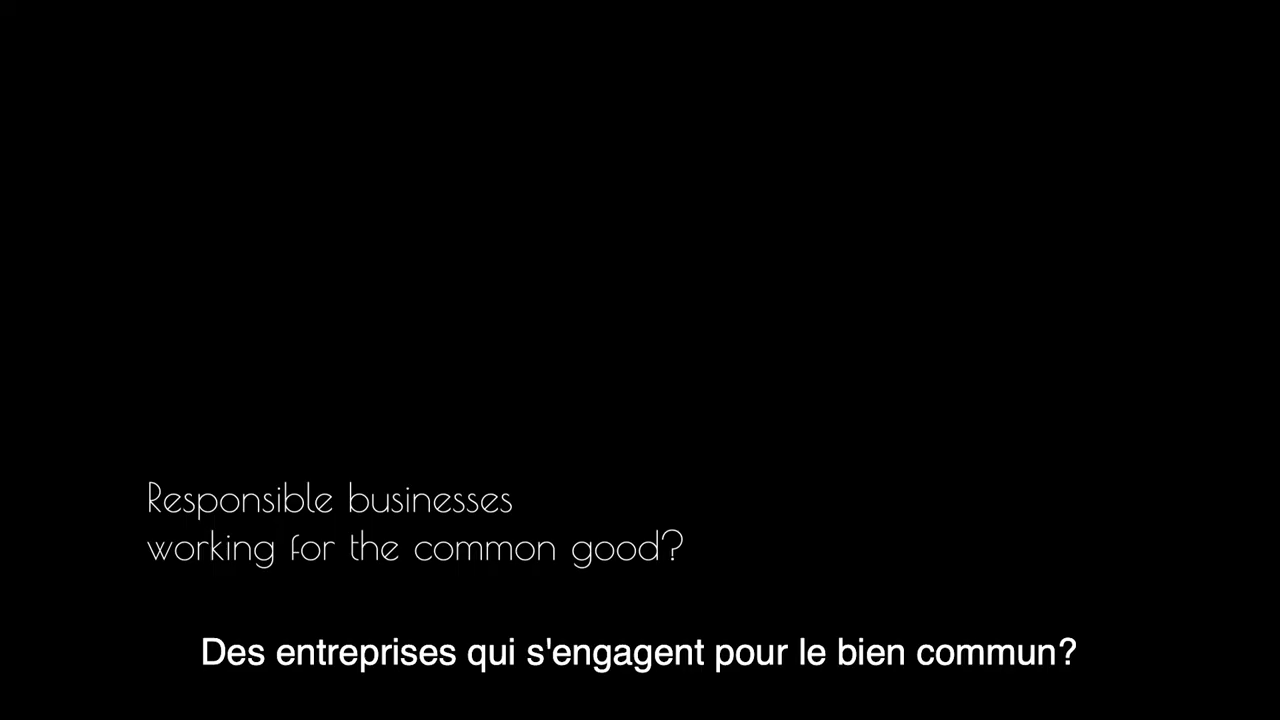 Responsible businesses
working for the common good?
Des entreprises qui s'engagent pour le bien commun?